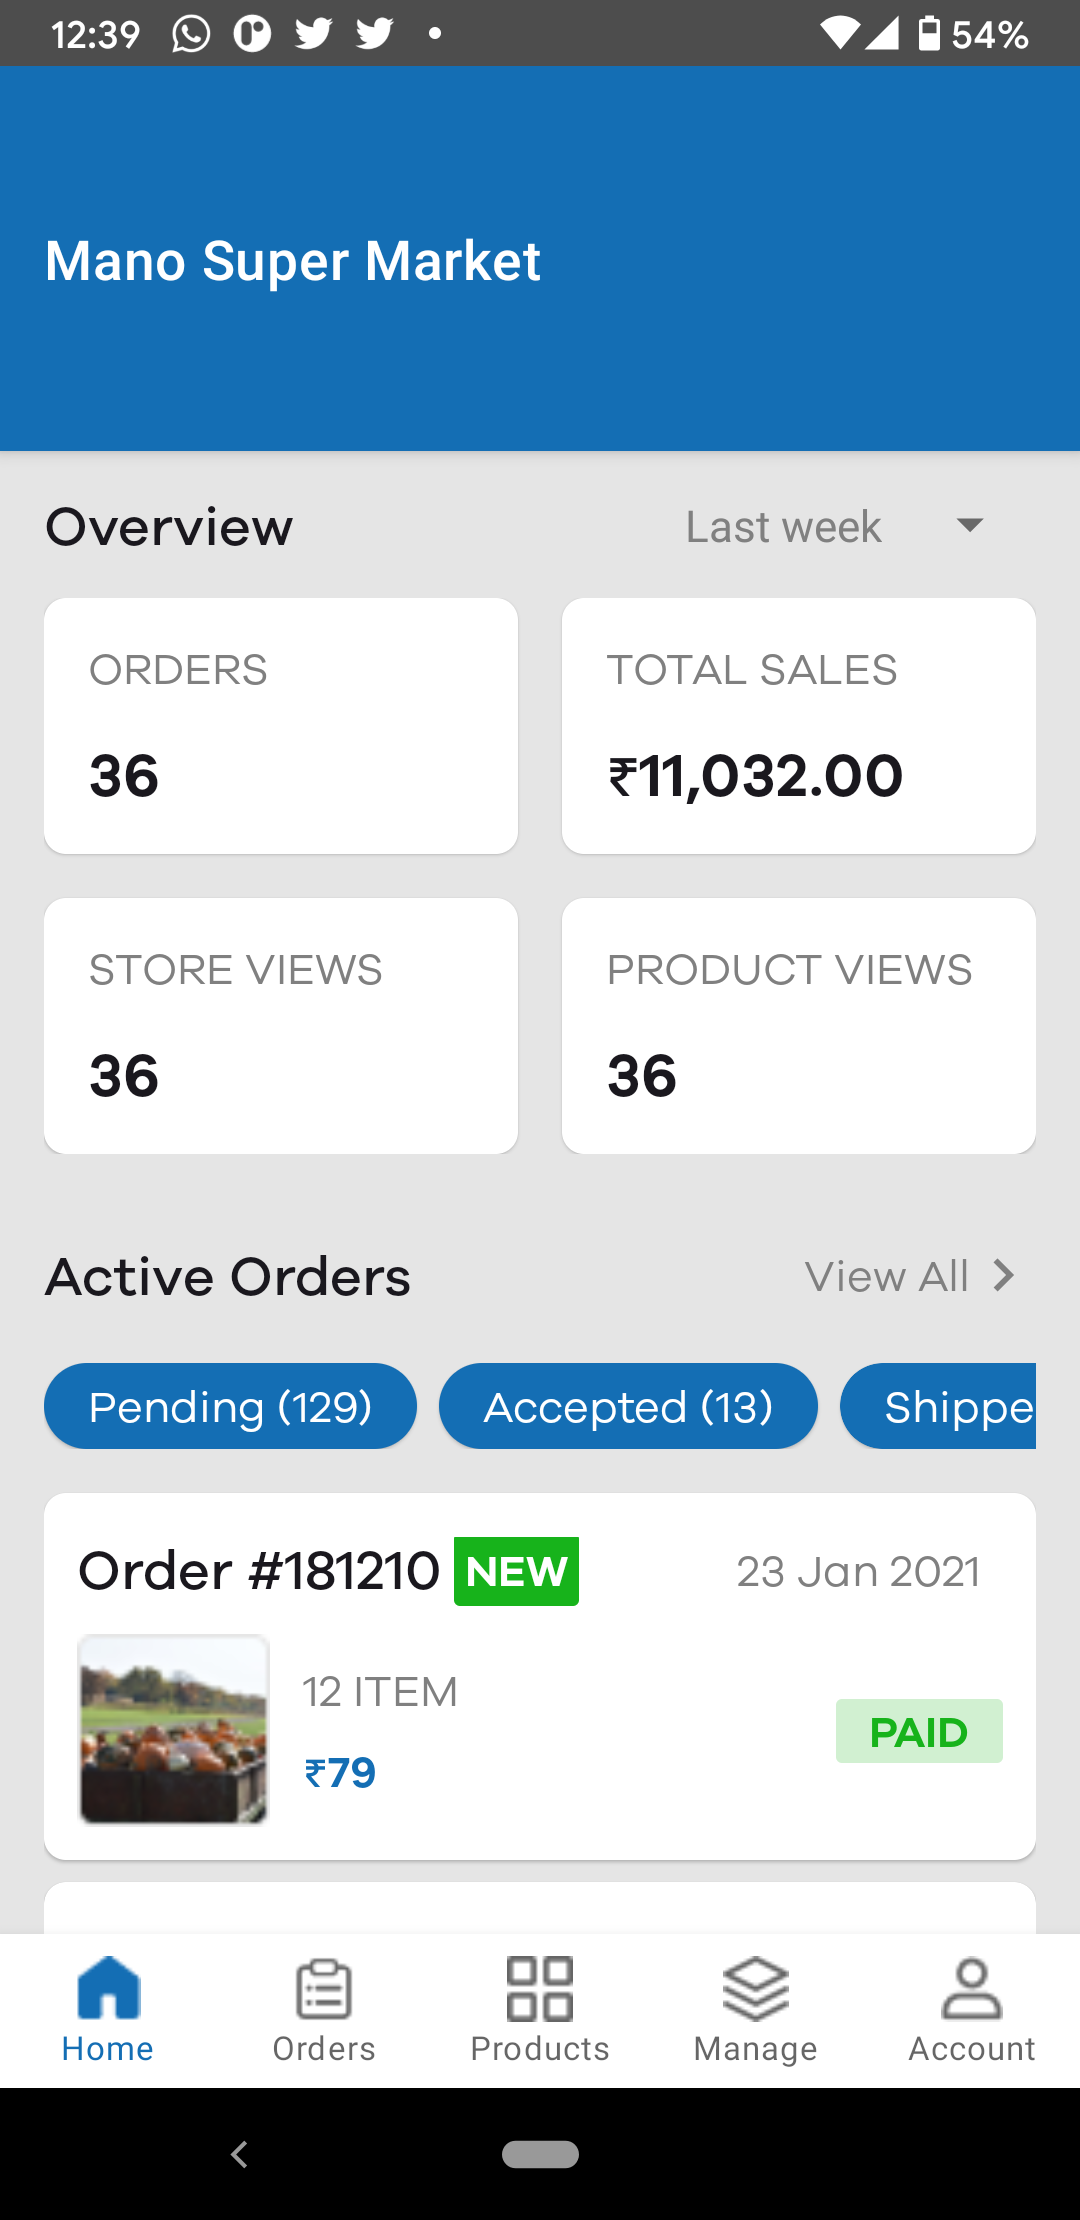 12:39 54%
Mano Super Market
Overview Last week
ORDERS TOTAL SALES
36 ₹11,032.00
STORE VIEWS PRODUCT VIEWS
36 36
Active Orders View All
Pending (129) Accepted (13) Shippe
Order #181210 NEW 23 Jan 2021
12 ITEM
PAID
₹79
Home Orders Products Manage Account